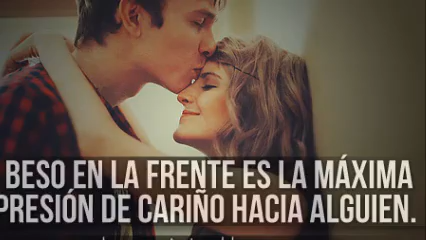 BESO EN LA FRENTE ES LA MÁXIMA
PRESIÓN DE CARIÑO HACIA ALGUIEN.